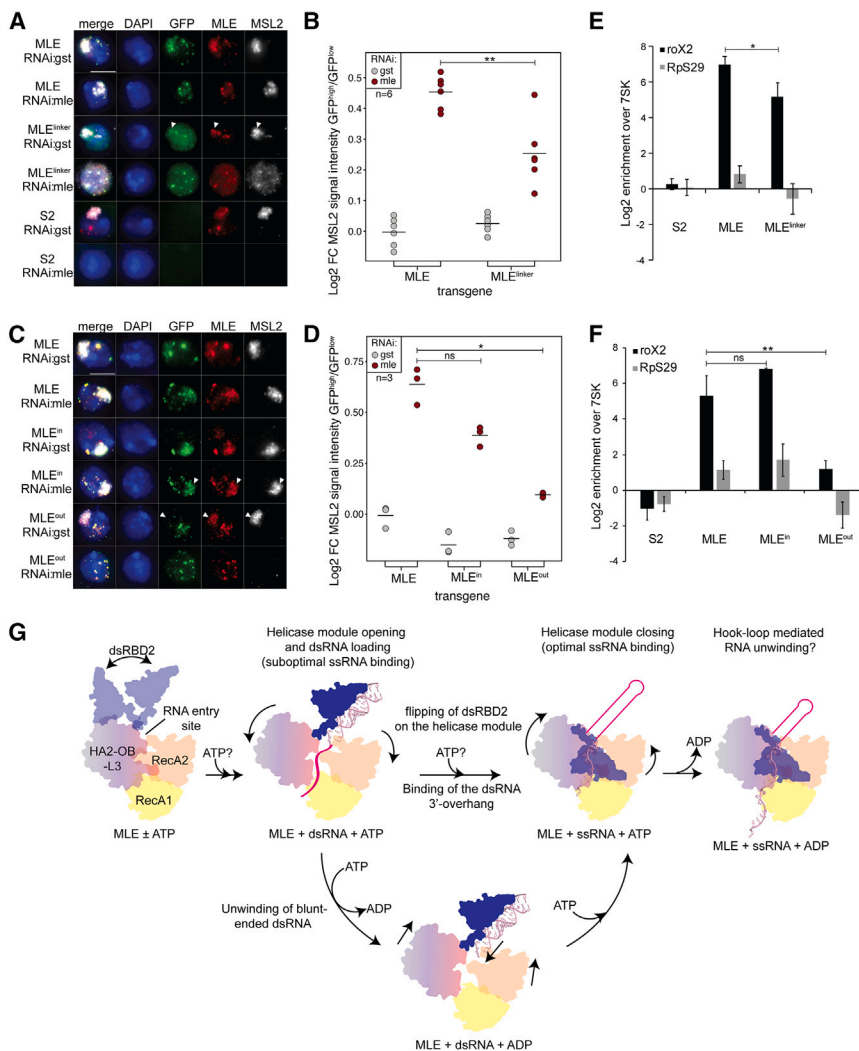 A
merge DAPI GFP MLE MSL2
MLE
RNAi:gst
MLE
RNAi:mle
MLElinker
RNAi:gst
MLElinker
RNAi:mle
S2
RNAi:gst
S2
RNAi:mle
B
Log2 FC MSL2 signal intensity GFPhigh/GFPlow
RNAi:
gst
mle
n=6
**
0.5
0.4
0.3
0.2
0.1
0.0
MLE MLElinker
transgene
E
Log2 enrichment over 7SK
roX2
RpS29
*
8
6
4
2
0
-2
S2 MLE MLElinker
C
merge DAPI GFP MLE MSL2
MLE
RNAi:gst
MLE
RNAi:mle
MLEin
RNAi:gst
MLEin
RNAi:mle
MLEout
RNAi:gst
MLEout
RNAi:mle
D
Log2 FC MSL2 signal intensity GFPhigh/GFPlow
RNAi:
gst
mle
n=3
*
ns
0.75
0.50
0.25
0.00
MLE MLEin MLEout
transgene
F
Log2 enrichment over 7SK
roX2
RpS29
**
ns
8
6
4
2
0
-2
-4
S2 MLE MLEin MLEout
G
dsRBD2
RNA entry
site
HA2-OB
-L3
RecA2
RecA1
MLE ± ATP
ATP?
Helicase module opening
and dsRNA loading
(suboptimal ssRNA binding)
MLE + dsRNA + ATP
flipping of dsRBD2
on the helicase module
ATP?
Binding of the dsRNA
3'-overhang
Helicase module closing
(optimal ssRNA binding)
MLE + ssRNA + ATP
ADP
Hook-loop mediated
RNA unwinding?
MLE + ssRNA + ADP
Unwinding of blunt-
ended dsRNA
ATP
ADP
ATP
MLE + dsRNA + ADP